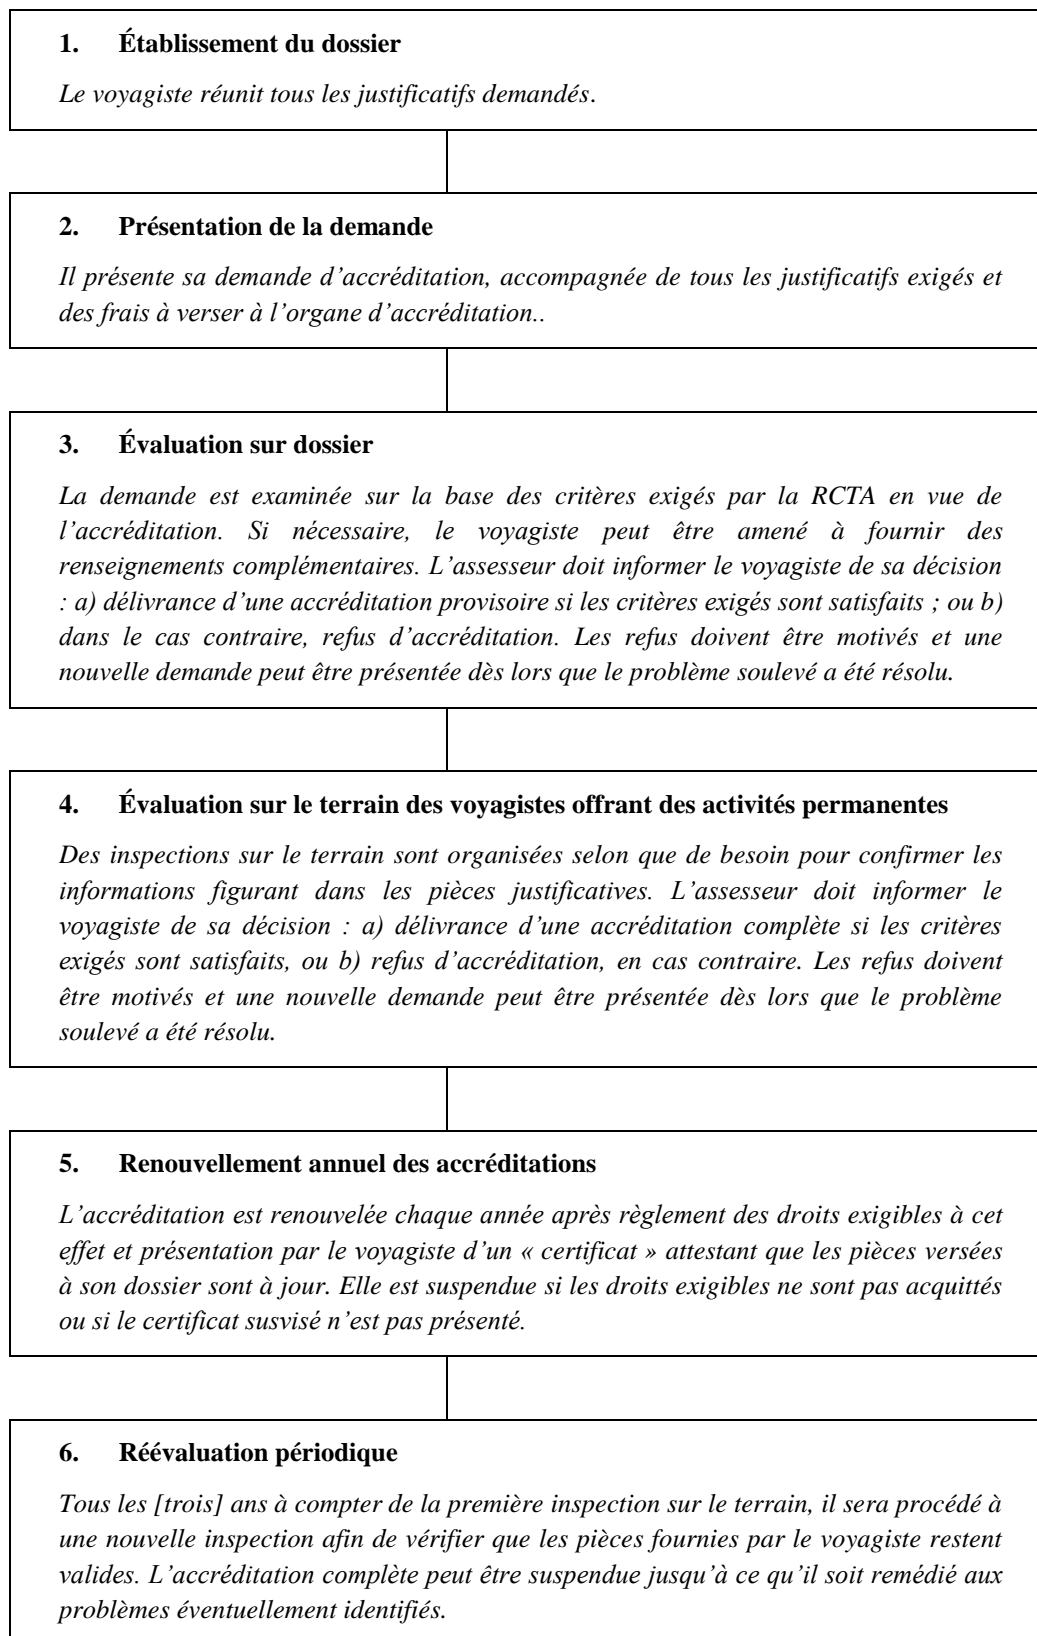 1. Établissement du dossier
Le voyagiste réunit tous les justificatifs demandés.
2. Présentation de la demande
Il présente sa demande d’accréditation, accompagnée de tous les justificatifs exigés et
des frais à verser à l’organe d’accréditation..
3. Évaluation sur dossier
La demande est examinée sur la base des critères exigés par la RCTA en vue de
l’accréditation. Si nécessaire, le voyagiste peut être amené à fournir des
renseignements complémentaires. L’assesseur doit informer le voyagiste de sa décision
: a) délivrance d’une accréditation provisoire si les critères exigés sont satisfaits ; ou b)
dans le cas contraire, refus d’accréditation. Les refus doivent être motivés et une
nouvelle demande peut être présentée dès lors que le problème soulevé a été résolu.
4. Évaluation sur le terrain des voyagistes offrant des activités permanentes
Des inspections sur le terrain sont organisées selon que de besoin pour confirmer les
informations figurant dans les pièces justificatives. L’assesseur doit informer le
voyagiste de sa décision : a) délivrance d’une accréditation complète si les critères
exigés sont satisfaits, ou b) refus d’accréditation, en cas contraire. Les refus doivent
être motivés et une nouvelle demande peut être présentée dès lors que le problème
soulevé a été résolu.
5. Renouvellement annuel des accréditations
L’accréditation est renouvelée chaque année après règlement des droits exigibles à cet
effet et présentation par le voyagiste d’un « certificat » attestant que les pièces versées
à son dossier sont à jour. Elle est suspendue si les droits exigibles ne sont pas acquittés
ou si le certificat susvisé n’est pas présenté.
6. Réévaluation périodique
Tous les [trois] ans à compter de la première inspection sur le terrain, il sera procédé à
une nouvelle inspection afin de vérifier que les pièces fournies par le voyagiste restent
valides. L’accréditation complète peut être suspendue jusqu’à ce qu’il soit remédié aux
problèmes éventuellement identifiés.